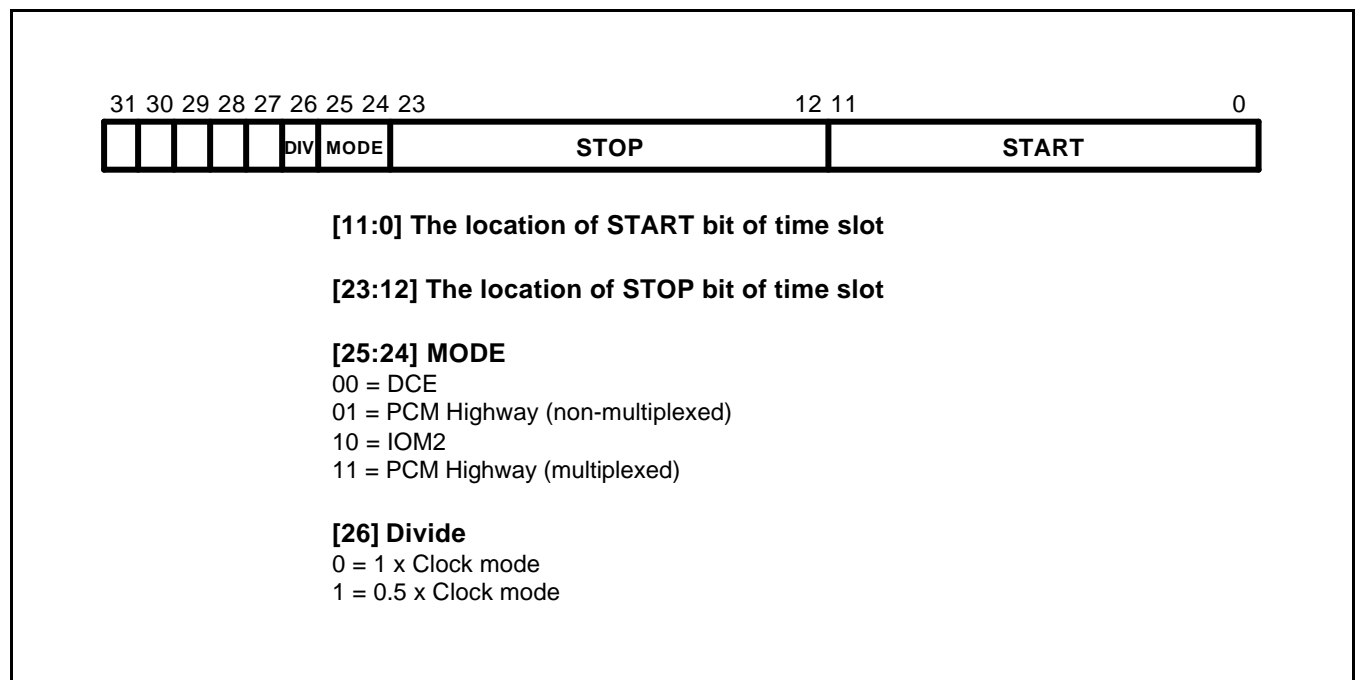 31 30 29 28 27 26 25 24 23 12 11 0
DIV MODE STOP START
[11:0] The location of START bit of time slot
[23:12] The location of STOP bit of time slot
[25:24] MODE
00 = DCE
01 = PCM Highway (non-multiplexed)
10 = IOM2
11 = PCM Highway (multiplexed)
[26] Divide
0 = 1 x Clock mode
1 = 0.5 x Clock mode